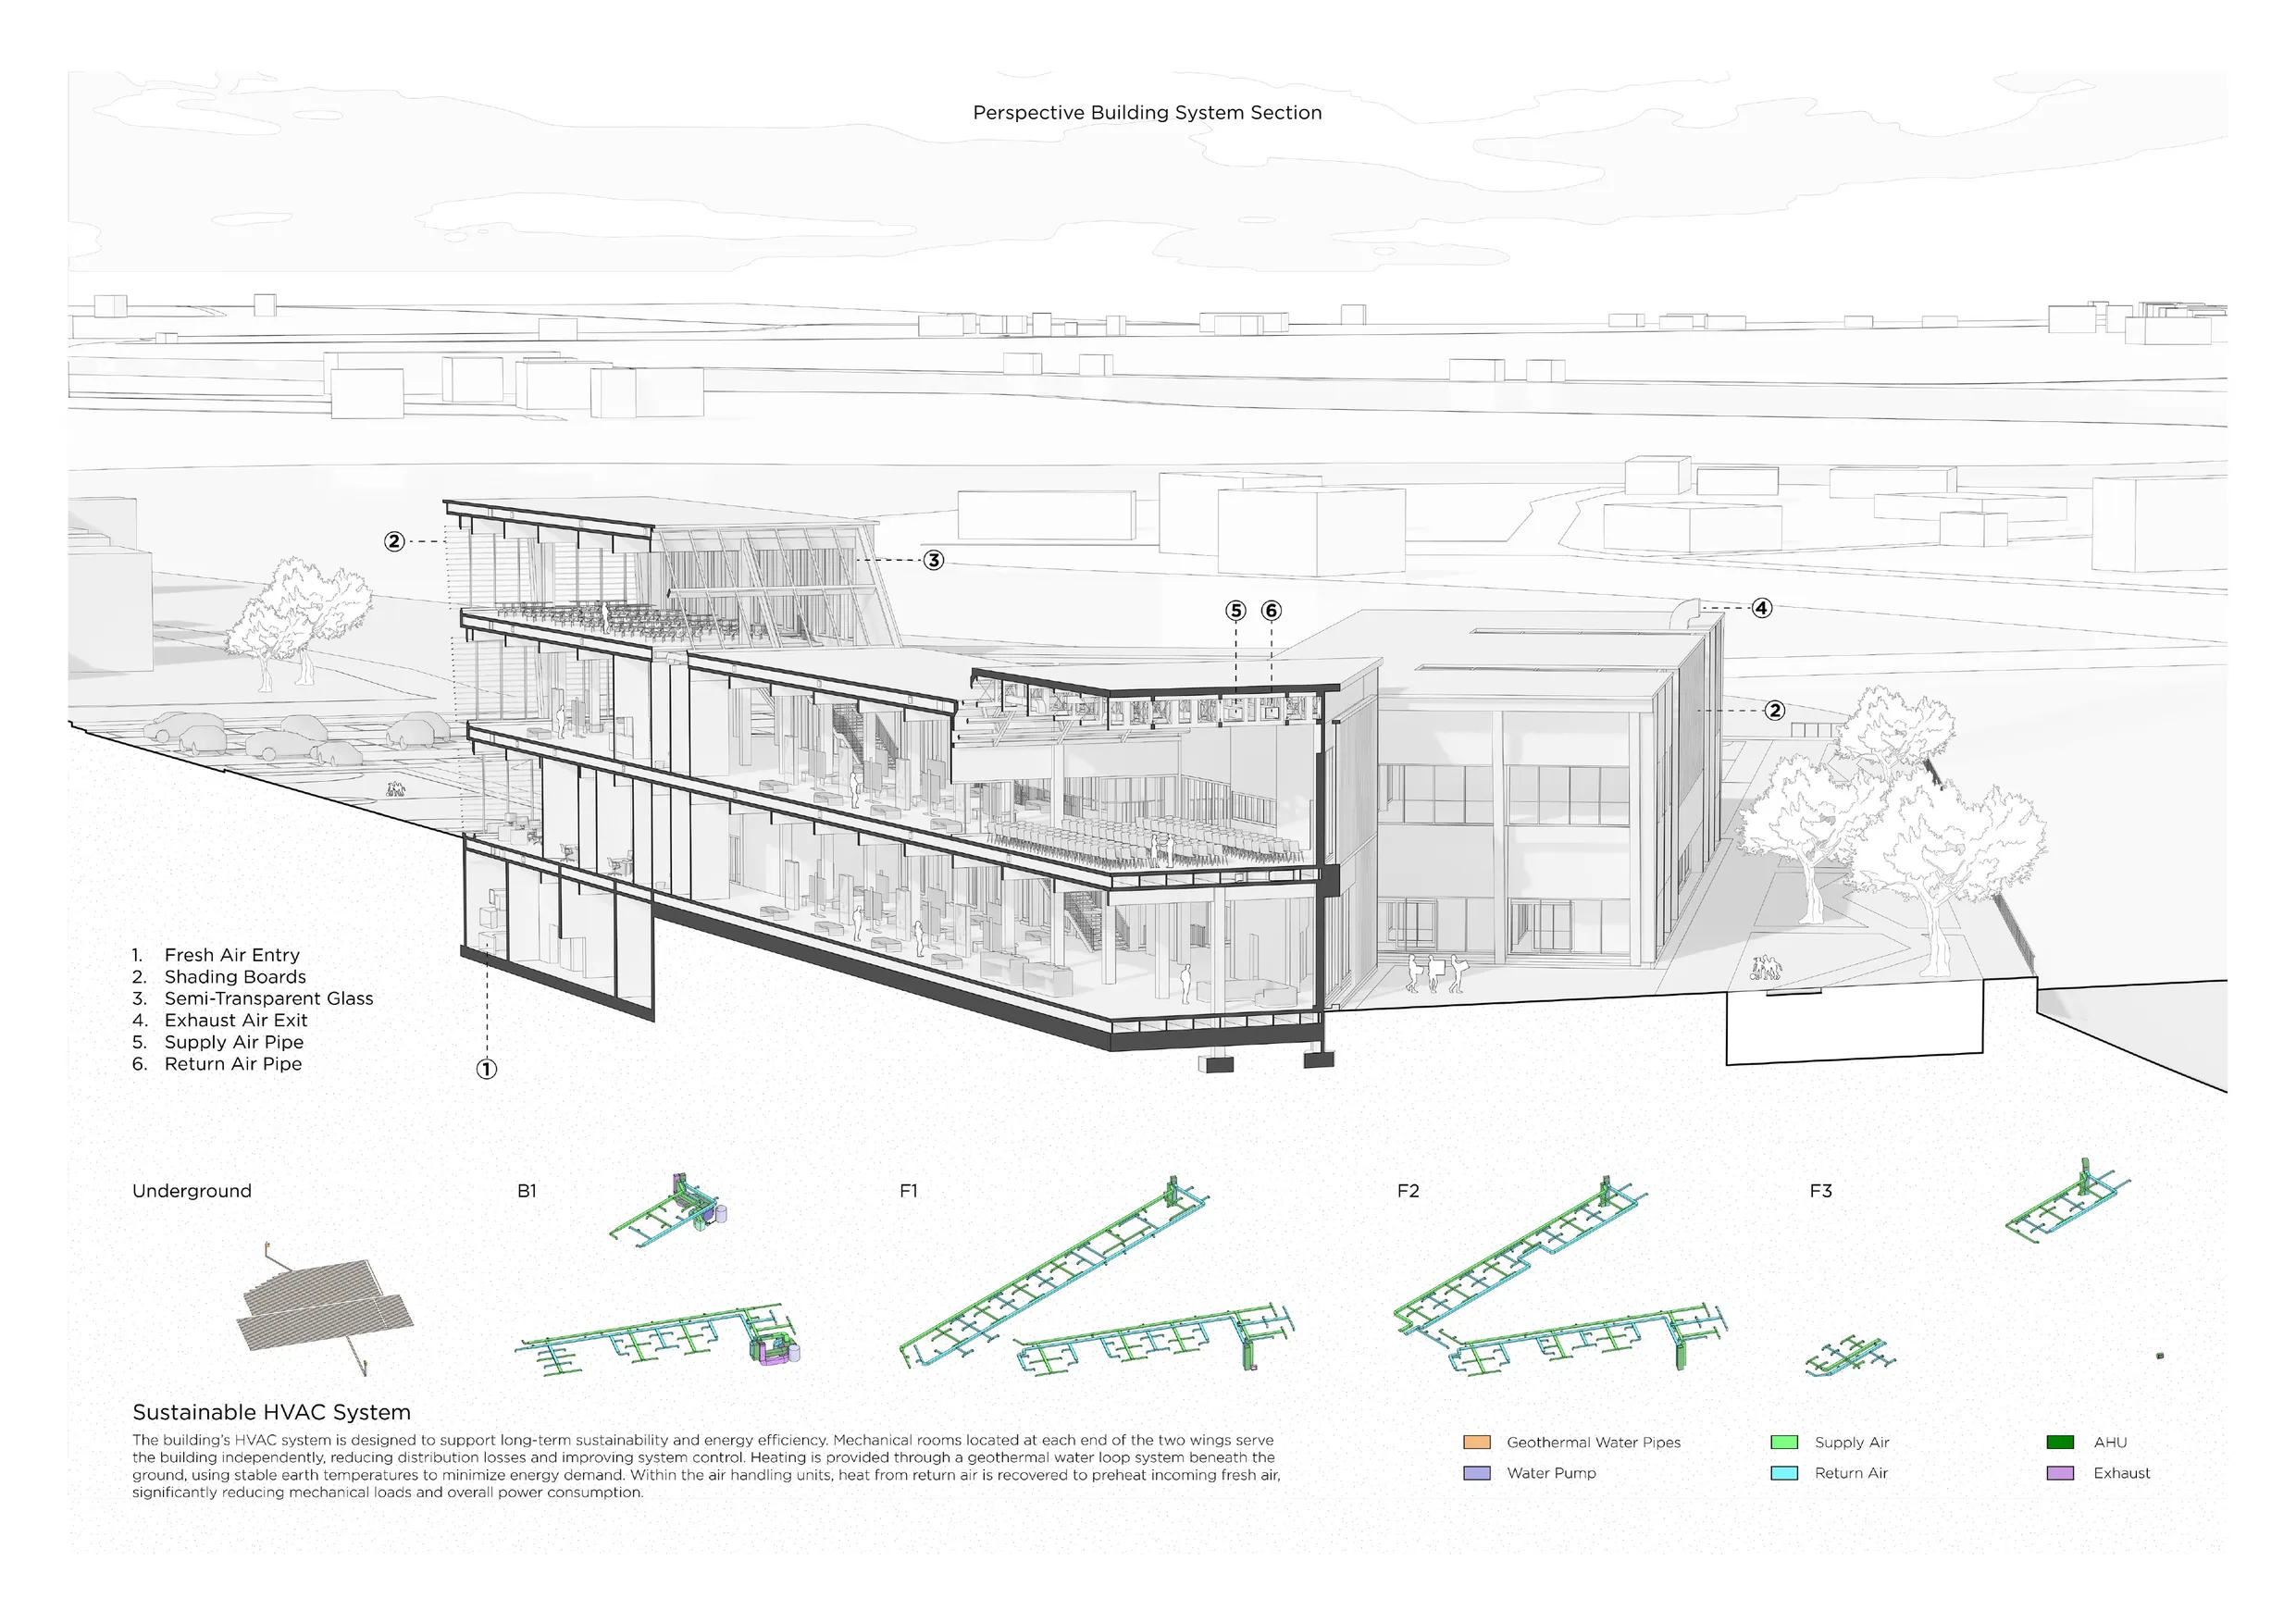 Perspective Building System Section
2
3
5
6
4
2
1. Fresh Air Entry
2. Shading Boards
3. Semi-Transparent Glass
4. Exhaust Air Exit
5. Supply Air Pipe
6. Return Air Pipe
1
Underground
B1
F1
F2
F3
Sustainable HVAC System
The building's HVAC system is designed to support long-term sustainability and energy efficiency. Mechanical rooms located at each end of the two wings serve
the building independently, reducing distribution losses and improving system control. Heating is provided through a geothermal water loop system beneath the
ground, using stable earth temperatures to minimize energy demand. Within the air handling units, heat from return air is recovered to preheat incoming fresh air,
significantly reducing mechanical loads and overall power consumption.
Geothermal Water Pipes
Water Pump
Supply Air
Return Air
AHU
Exhaust